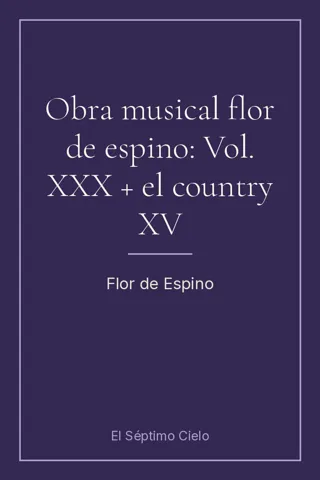 Obra musical flor
de espino: Vol.
XXX + el country
XV
Flor de Espino
El Séptimo Cielo